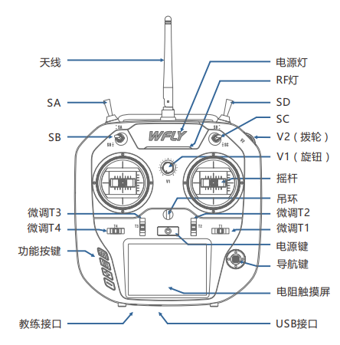 天线
电源灯
RF灯
SA
SD
SB
SC
WFLY
V2（拨轮）
V1（旋钮）
摇杆
吊环
微调T3
微调T2
微调T4
微调T1
电源键
功能按键
导航键
电阻触摸屏
教练接口
USB接口